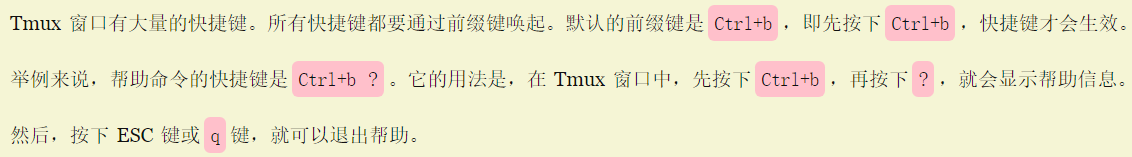 Tmux 窗口有大量的快捷键。所有快捷键都要通过前缀键唤起。默认的前缀键是 Ctrl+b ，即先按下 Ctrl+b ，快捷键才会生效。
举例来说，帮助命令的快捷键是 Ctrl+b ? 。它的用法是，在 Tmux 窗口中，先按下 Ctrl+b ，再按下 ? ，就会显示帮助信息。
然后，按下 ESC 键或 q 键，就可以退出帮助。